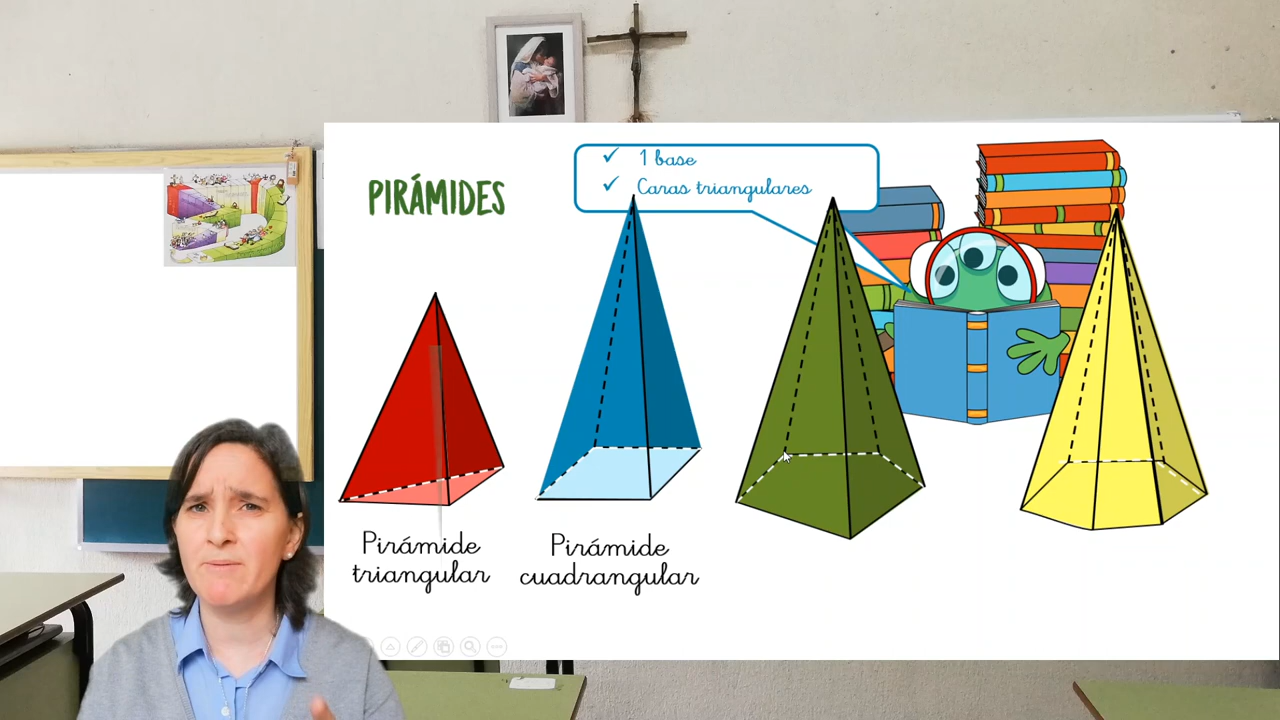 PIRÁMIDES
✓ 1 base
✓ Caras triangulares
Pirámide
triangular
Pirámide
cuadrangular